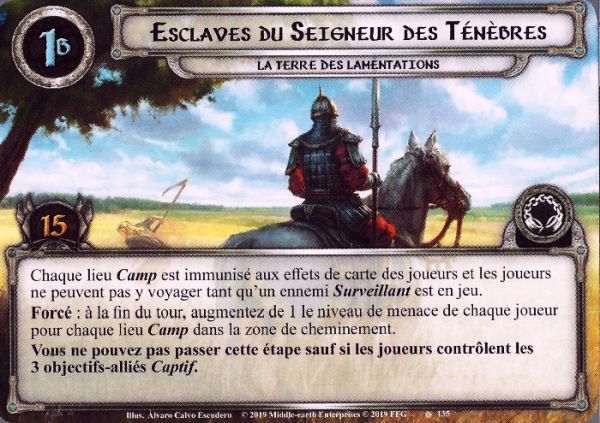 1B
ESCLAVES DU SEIGNEUR DES TÉNÈBRES
LA TERRE DES LAMENTATIONS
15
Chaque lieu Camp est immunisé aux effets de carte des joueurs et les joueurs
ne peuvent pas y voyager tant qu'un ennemi Surveillant est en jeu.
Forcé : à la fin du tour, augmentez de 1 le niveau de menace de chaque joueur
pour chaque lieu Camp dans la zone de cheminement.
Vous ne pouvez pas passer cette étape sauf si les joueurs contrôlent les
3 objectifs-alliés Captif.
Illus. Álvaro Calvo Escudero © 2019 Middle-earth Enterprises © 2019 FFG 135